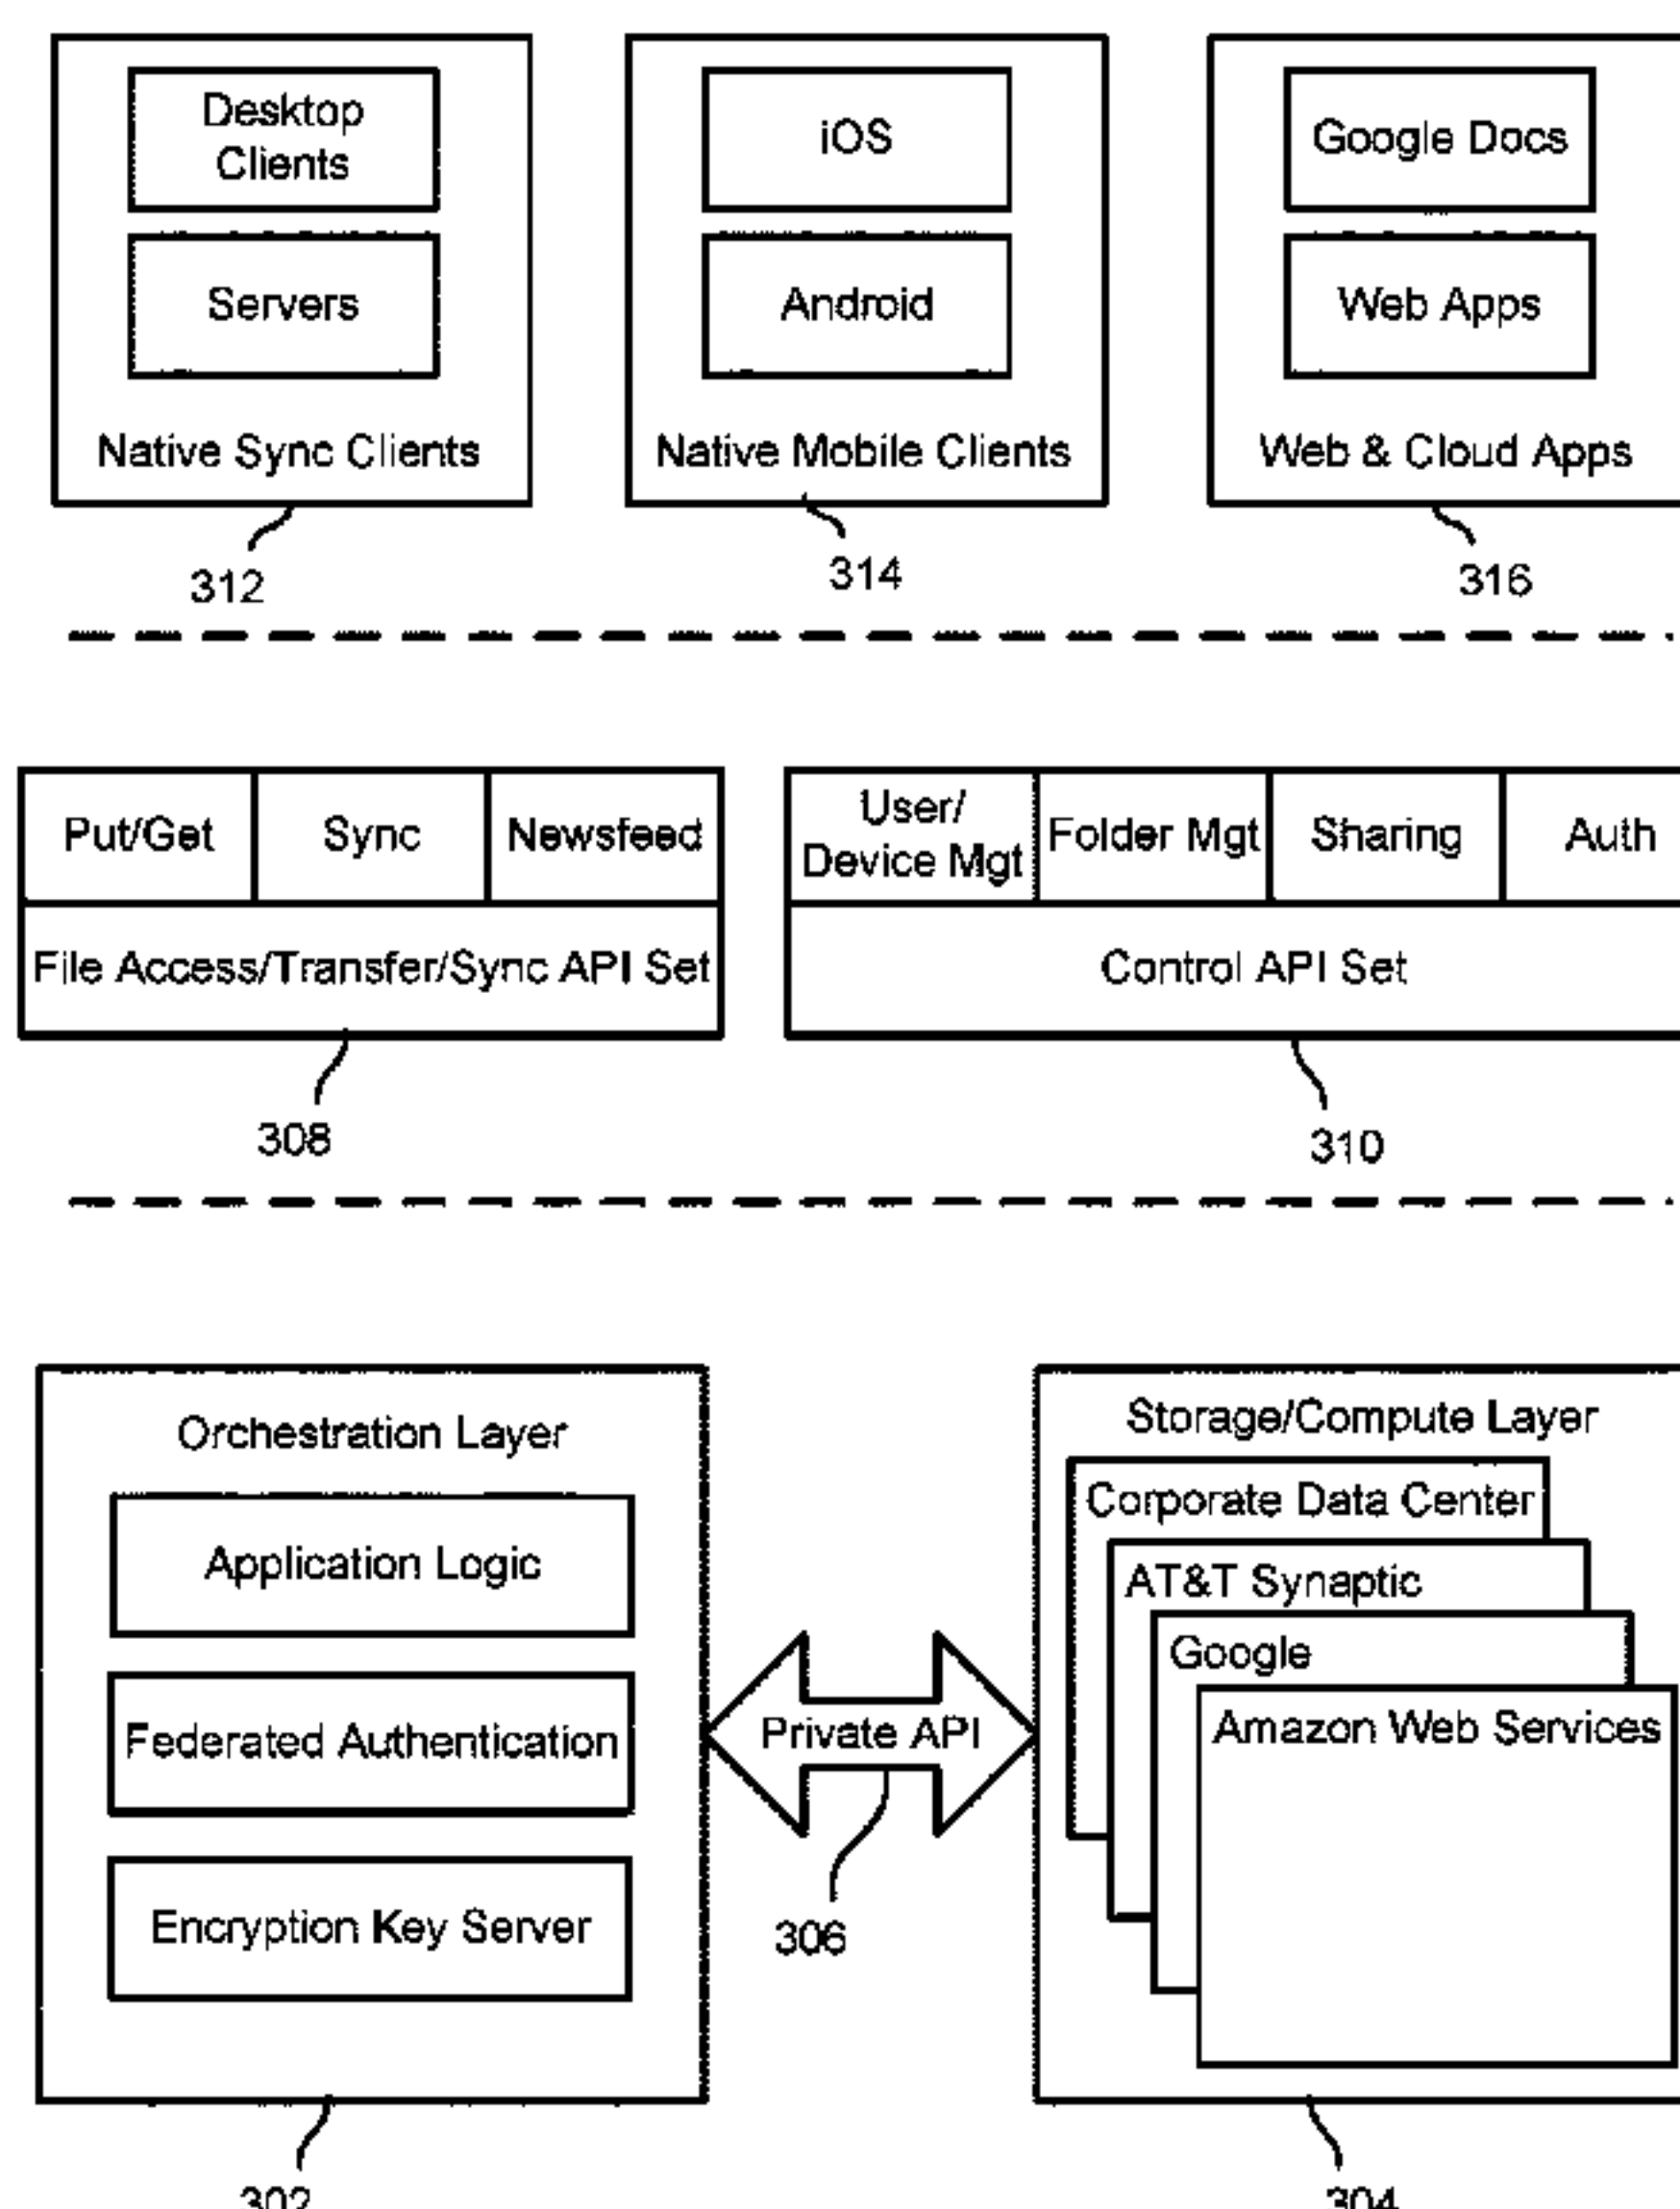 Desktop
Clients
Servers
Native Sync Clients
312
iOS
Android
Native Mobile Clients
314
Google Docs
Web Apps
Web & Cloud Apps
316
Put/Get
Sync
Newsfeed
File Access/Transfer/Sync API Set
308
User/
Device Mgt
Folder Mgt
Sharing
Auth
Control API Set
310
Orchestration Layer
Application Logic
Federated Authentication
Encryption Key Server
302
Private API
306
Storage/Compute Layer
Corporate Data Center
AT&T Synaptic
Google
Amazon Web Services
304